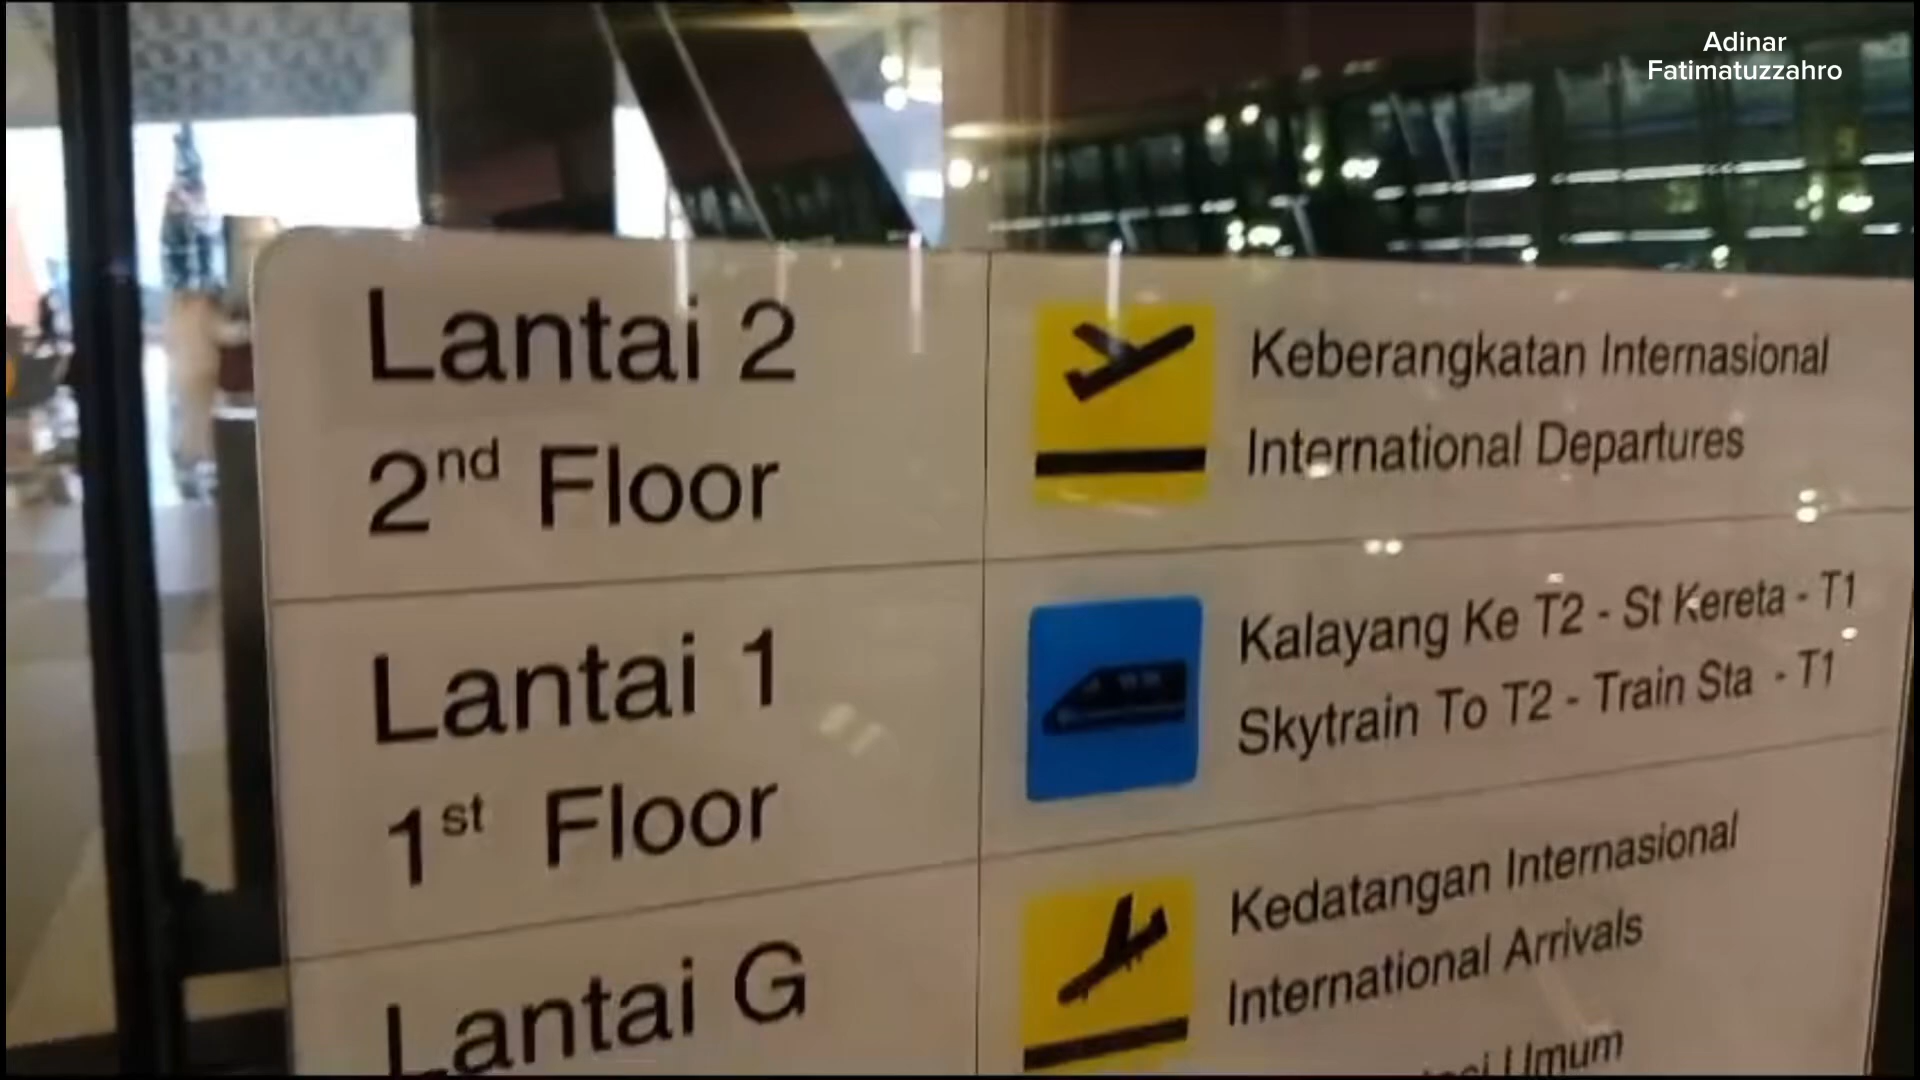 Adinar
Fatimatuzzahro
Lantai 2
2nd Floor
Keberangkatan Internasional
International Departures
Lantai 1
1st Floor
Kalayang Ke T2 - St Kereta - T1
Skytrain To T2 - Train Sta - T1
Lantai G
Kedatangan Internasional
International Arrivals
Umum